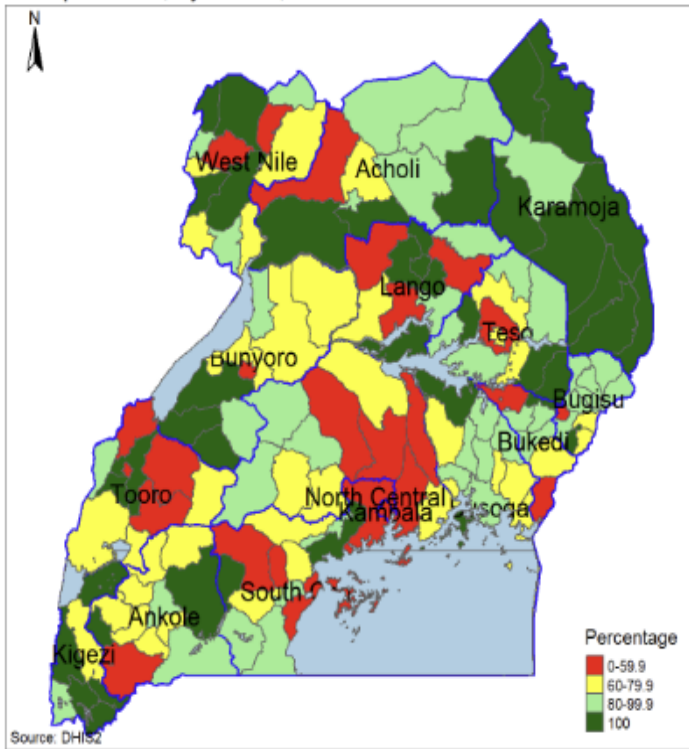 N
West Nile
Acholi
Karamoja
Lango
Teso
Bunyoro
Bugisu
Bukedi
Tooro
North Central
Kampala
South
Ankole
Kigezi
Percentage
0-59.9
60-79.9
80-99.9
100
Source: DHIS2